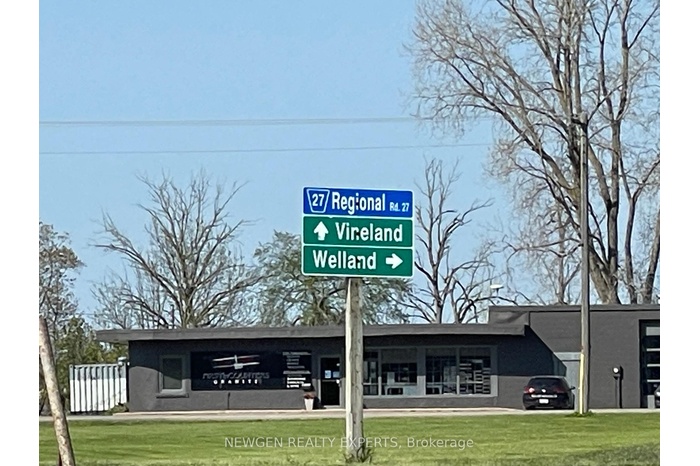 27 Regional Rd. 27
Vineland
Welland
GRANITE
NEWGEN REALTY EXPERTS, Brokerage